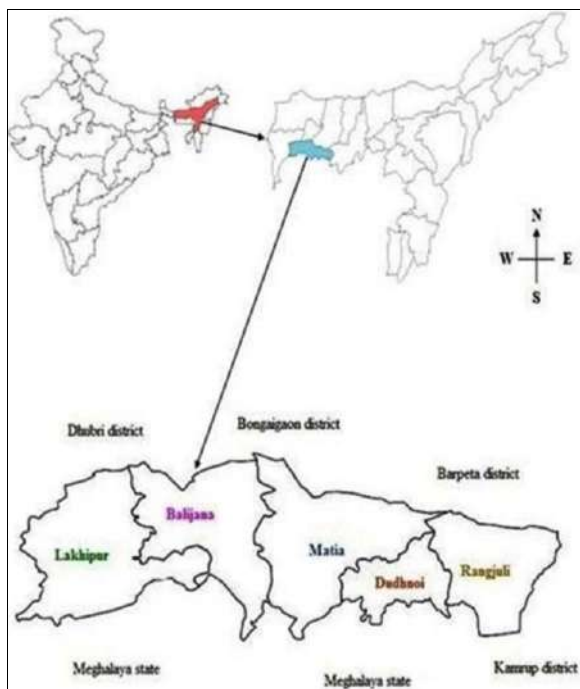 N
W E
S
Bongaigaon district
Dhubri district
Barpeta district
Balijana
Matia
Lakhipur
Rangjuli
Dudhnoi
Meghalaya state
Meghalaya state
Kamrup district